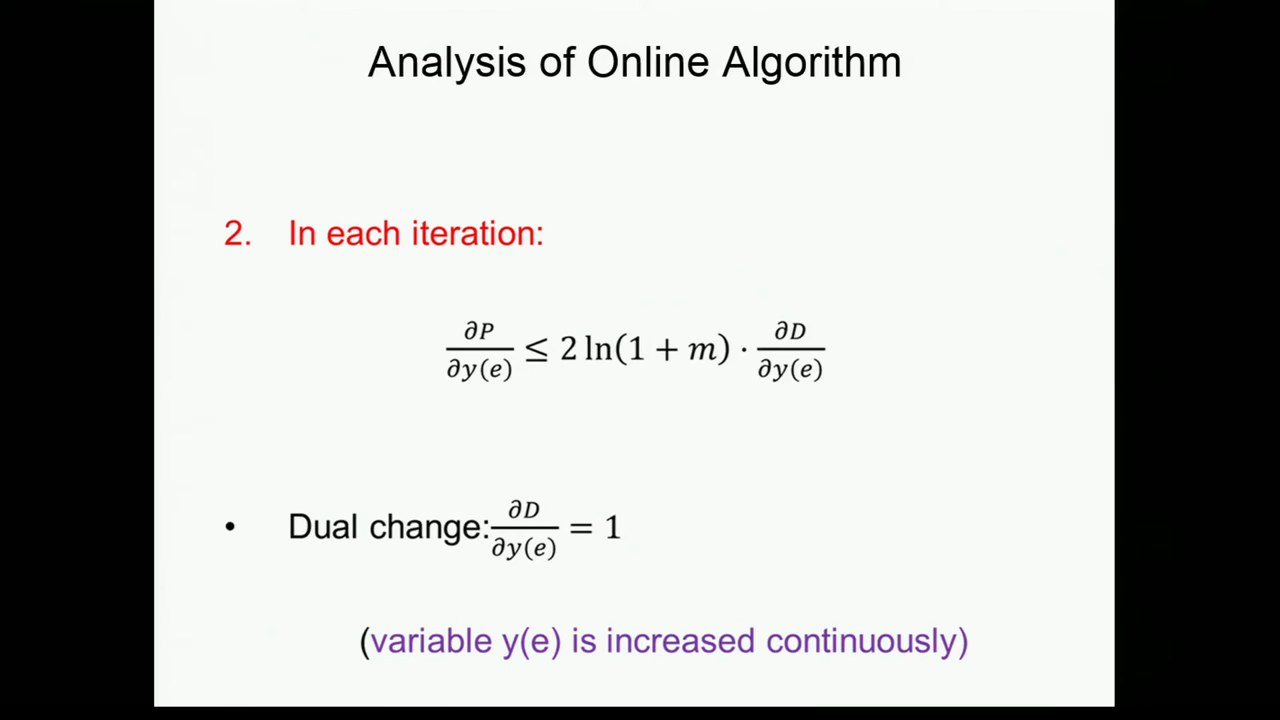 Analysis of Online Algorithm
2. In each iteration:
∂P/∂y(e) ≤ 2 ln(1 + m) · ∂D/∂y(e)
• Dual change: ∂D/∂y(e) = 1
(variable y(e) is increased continuously)